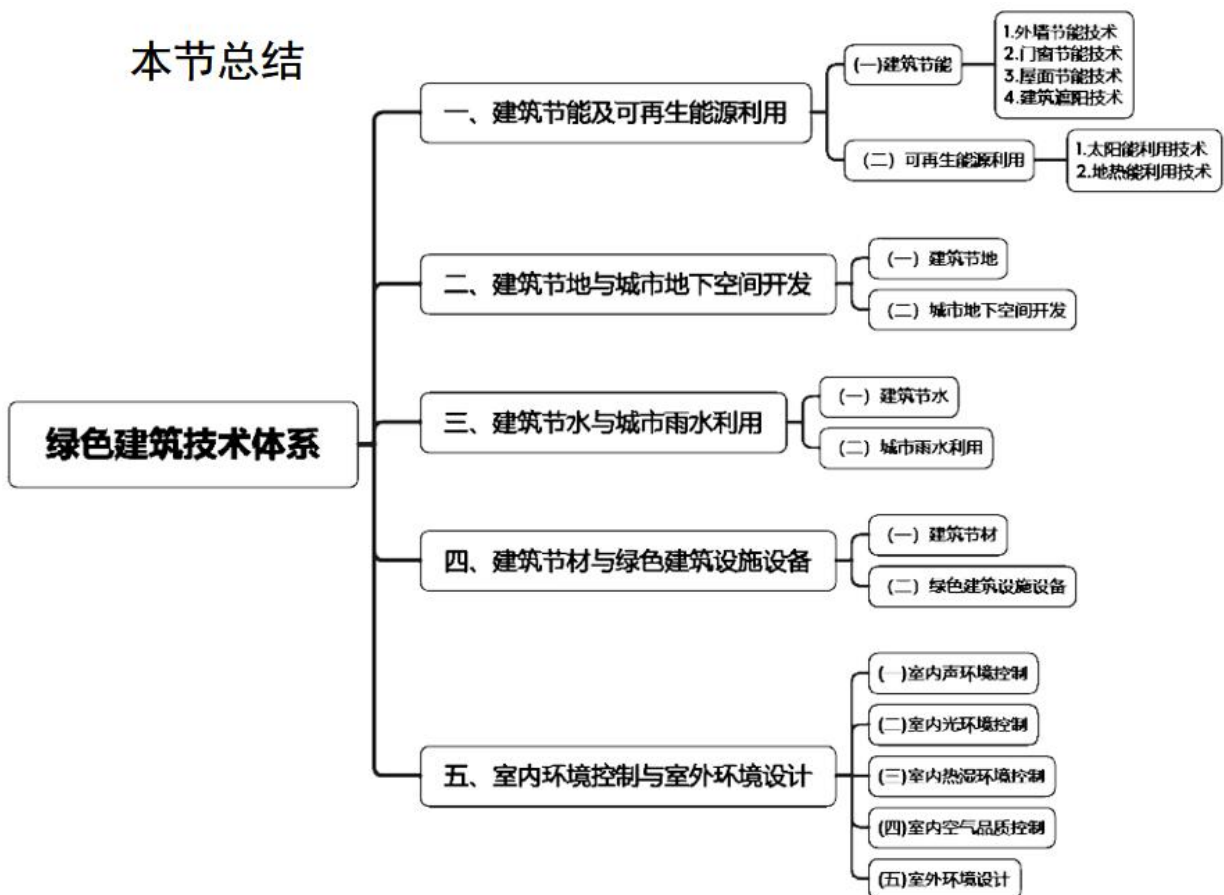 本节总结
绿色建筑技术体系
一、建筑节能及可再生能源利用
(一)建筑节能
1.外墙节能技术
2.门窗节能技术
3.屋面节能技术
4.建筑遮阳技术
（二）可再生能源利用
1.太阳能利用技术
2.地热能利用技术
二、建筑节地与城市地下空间开发
（一）建筑节地
（二）城市地下空间开发
三、建筑节水与城市雨水利用
（一）建筑节水
（二）城市雨水利用
四、建筑节材与绿色建筑设施设备
（一）建筑节材
（二）绿色建筑设施设备
五、室内环境控制与室外环境设计
(一)室内声环境控制
(二)室内光环境控制
(三)室内热湿环境控制
(四)室内空气品质控制
(五)室外环境设计